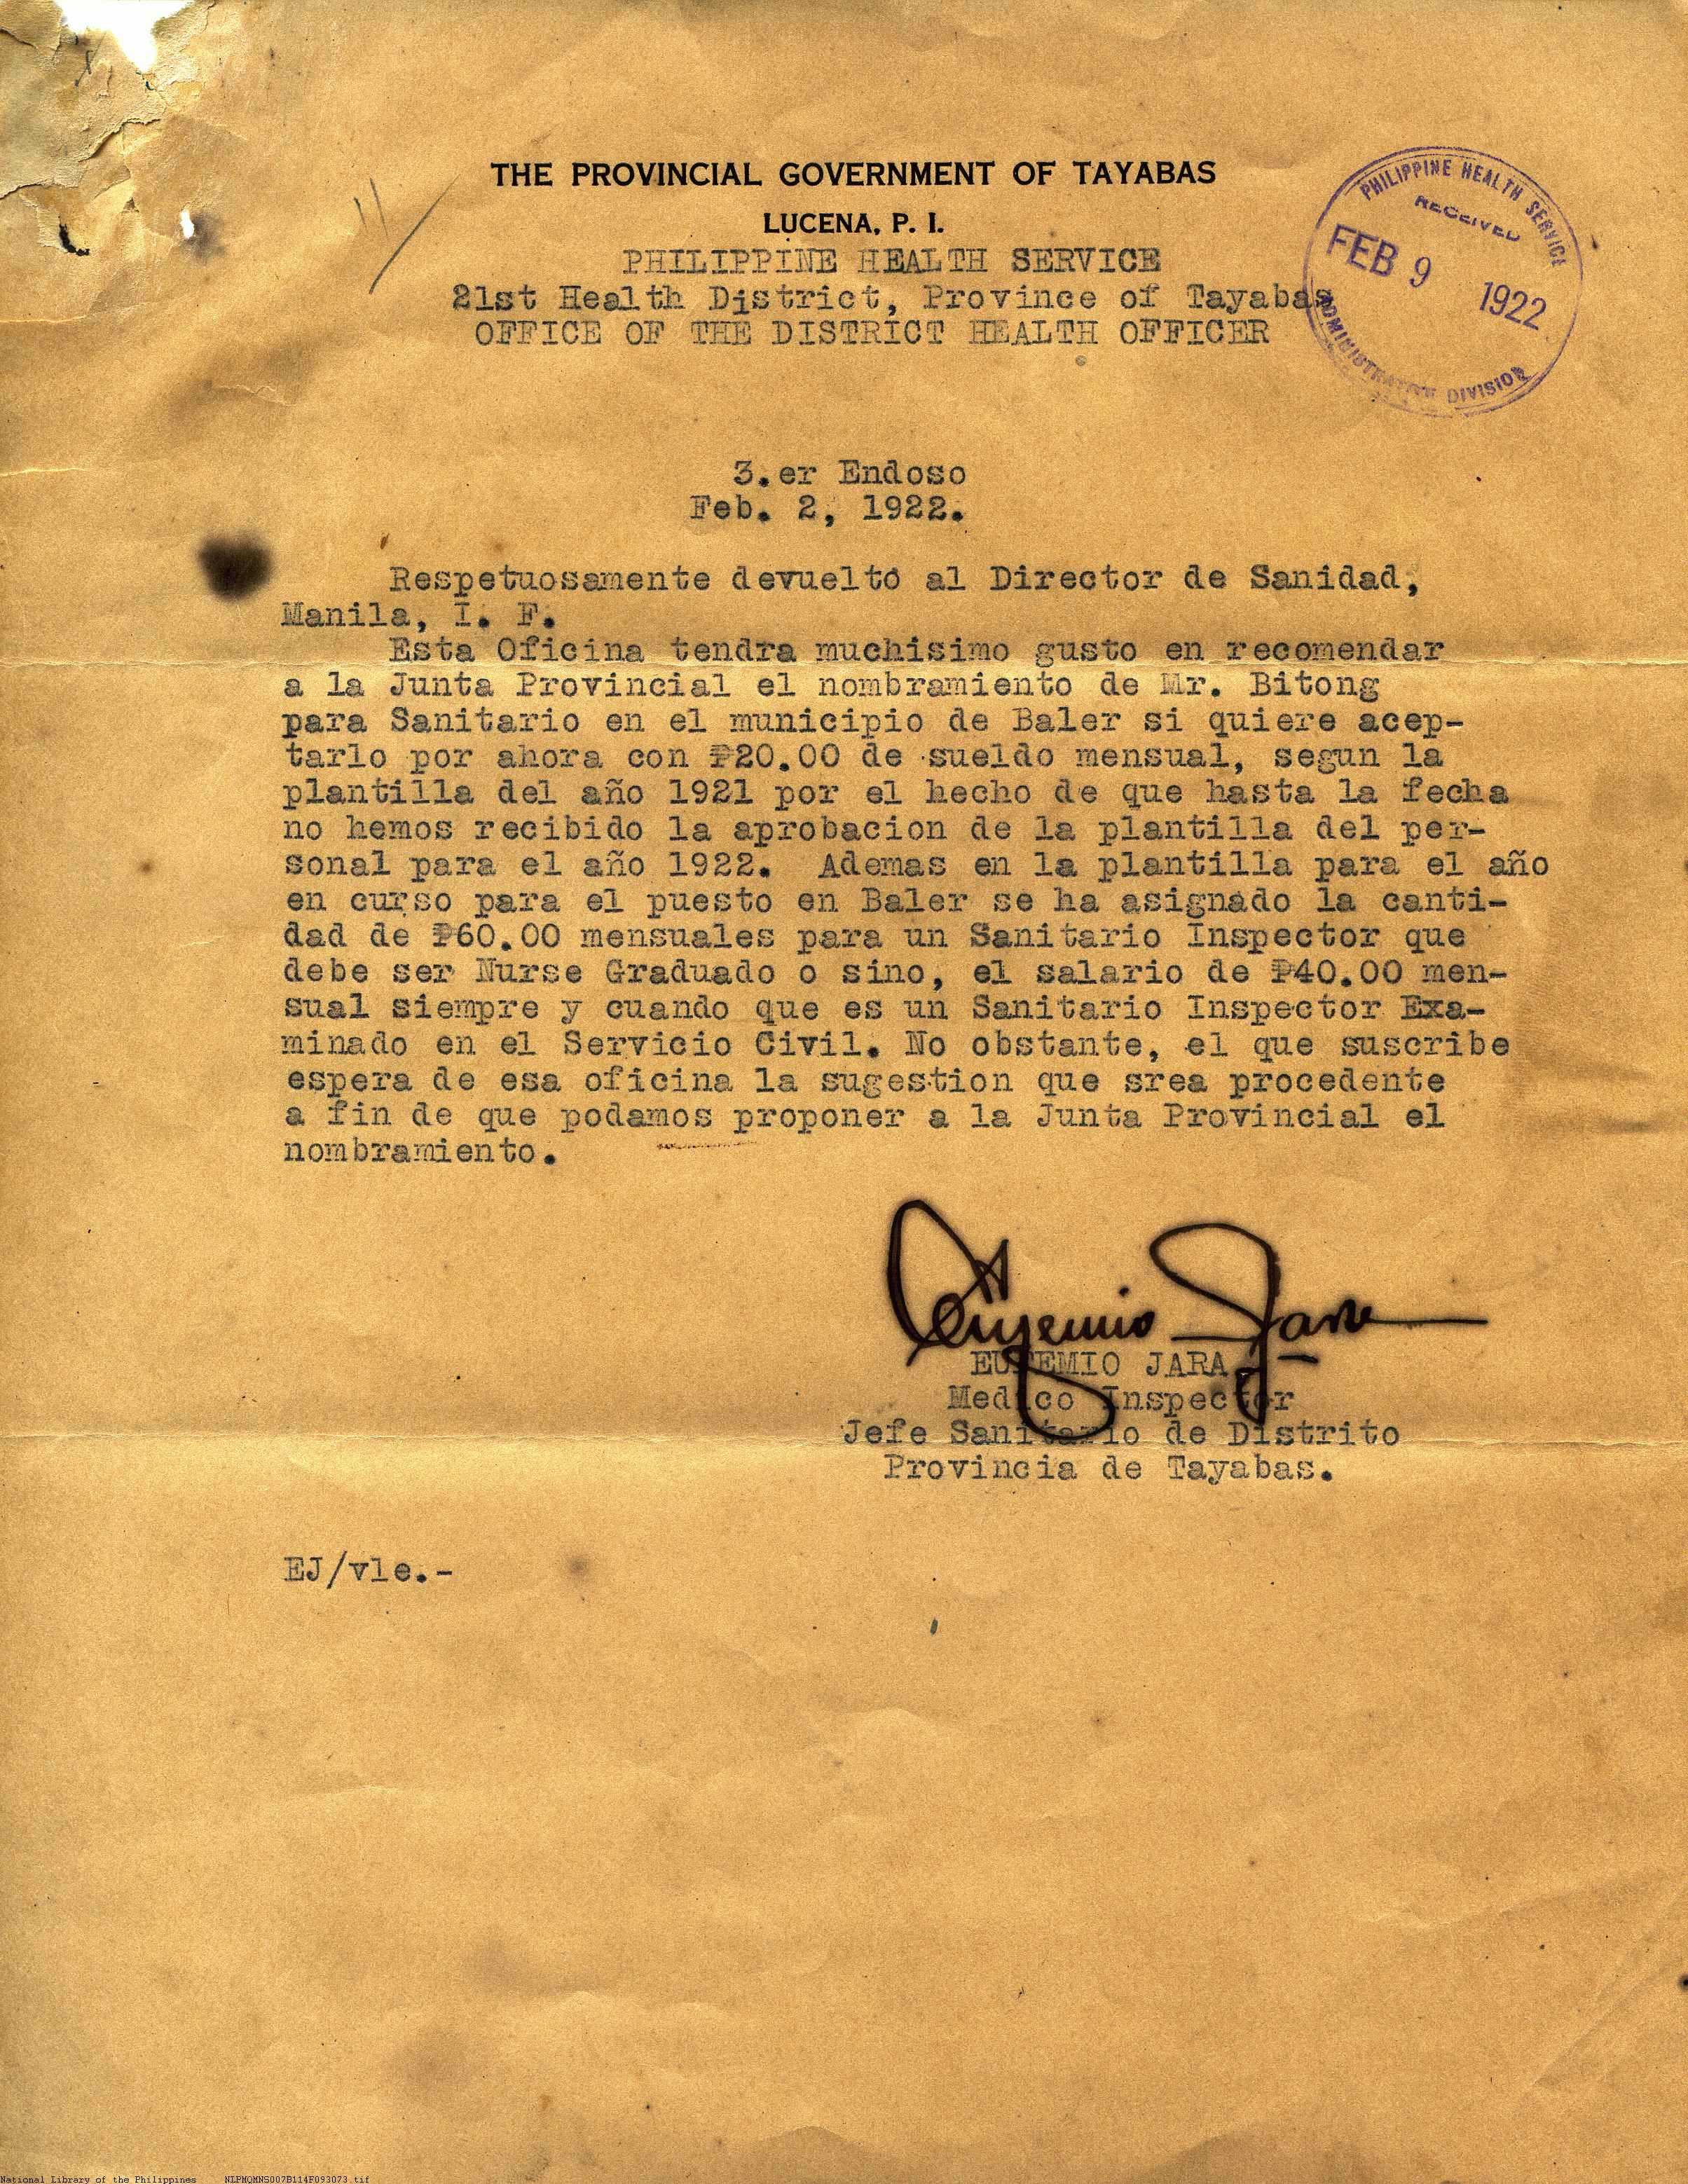 THE PROVINCIAL GOVERNMENT OF TAYABAS
LUCENA, P. I.
PHILIPPINE HEALTH SERVICE
21st Health District, Province of Tayabas
OFFICE OF THE DISTRICT HEALTH OFFICER
PHILIPPINE HEALTH SERVICE
RECEIVED
FEB 9 1922
ADMINISTRATIVE DIVISION
11
3.er Endoso
Feb. 2, 1922.
Respetuosamente devuelto al Director de Sanidad,
Manila, I. F.
Esta Oficina tendra muchisimo gusto en recomendar
a la Junta Provincial el nombramiento de Mr. Bitong
para Sanitario en el municipio de Baler si quiere acep-
tarlo por ahora con ₱20.00 de sueldo mensual, segun la
plantilla del año 1921 por el hecho de que hasta la fecha
no hemos recibido la aprobacion de la plantilla del per-
sonal para el año 1922. Ademas en la plantilla para el año
en curso para el puesto en Baler se ha asignado la canti-
dad de ₱60.00 mensuales para un Sanitario Inspector que
debe ser Nurse Graduado o sino, el salario de ₱40.00 men-
sual siempre y cuando que es un Sanitario Inspector Exa-
minado en el Servicio Civil. No obstante, el que suscribe
espera de esa oficina la sugestion que srea procedente
a fin de que podamos proponer a la Junta Provincial el
nombramiento.
Eugenio Jara
EUGEMIO JARA
Medico Inspector
Jefe Sanitario de Distrito
Provincia de Tayabas.
EJ/vle.-
National Library of the Philippines NLPMQMNS007B114F093073.tif